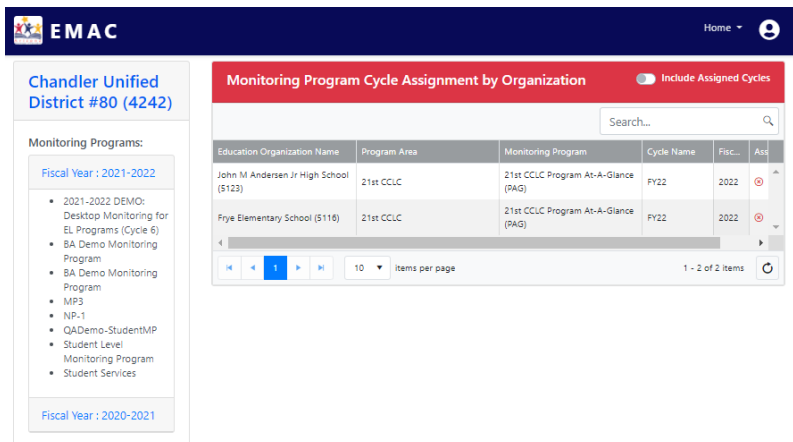 EMAC
Home
Chandler Unified
District #80 (4242)
Monitoring Programs:
Fiscal Year : 2021-2022
2021-2022 DEMO:
Desktop Monitoring for
EL Programs (Cycle 6)
BA Demo Monitoring
Program
BA Demo Monitoring
Program
MP3
NP-1
QADemo-StudentMP
Student Level
Monitoring Program
Student Services
Fiscal Year : 2020-2021
Monitoring Program Cycle Assignment by Organization
Include Assigned Cycles
Search...
Education Organization Name Program Area Monitoring Program Cycle Name Fisc... Ass
John M Andersen Jr High School
(5123) 21st CCLC 21st CCLC Program At-A-Glance
(PAG) FY22 2022
Frye Elementary School (5116) 21st CCLC 21st CCLC Program At-A-Glance
(PAG) FY22 2022
1 10 items per page 1 - 2 of 2 items